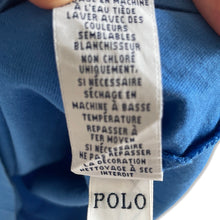 MACHINE
À L'EAU TIÈDE
LAVER AVEC DES
COULEURS
SEMBLABLES
BLANCHISSEUR
NON CHLORÉ
UNIQUEMENT,
SI NÉCESSAIRE
SÉCHAGE EN
MACHINE À BASSE
TEMPÉRATURE
REPASSER À
FER MOYEN
SI NÉCESSAIRE
NE PAS REPASSER
LA DÉCORATION
NETTOYAGE À SEC
INTERDIT
POLO